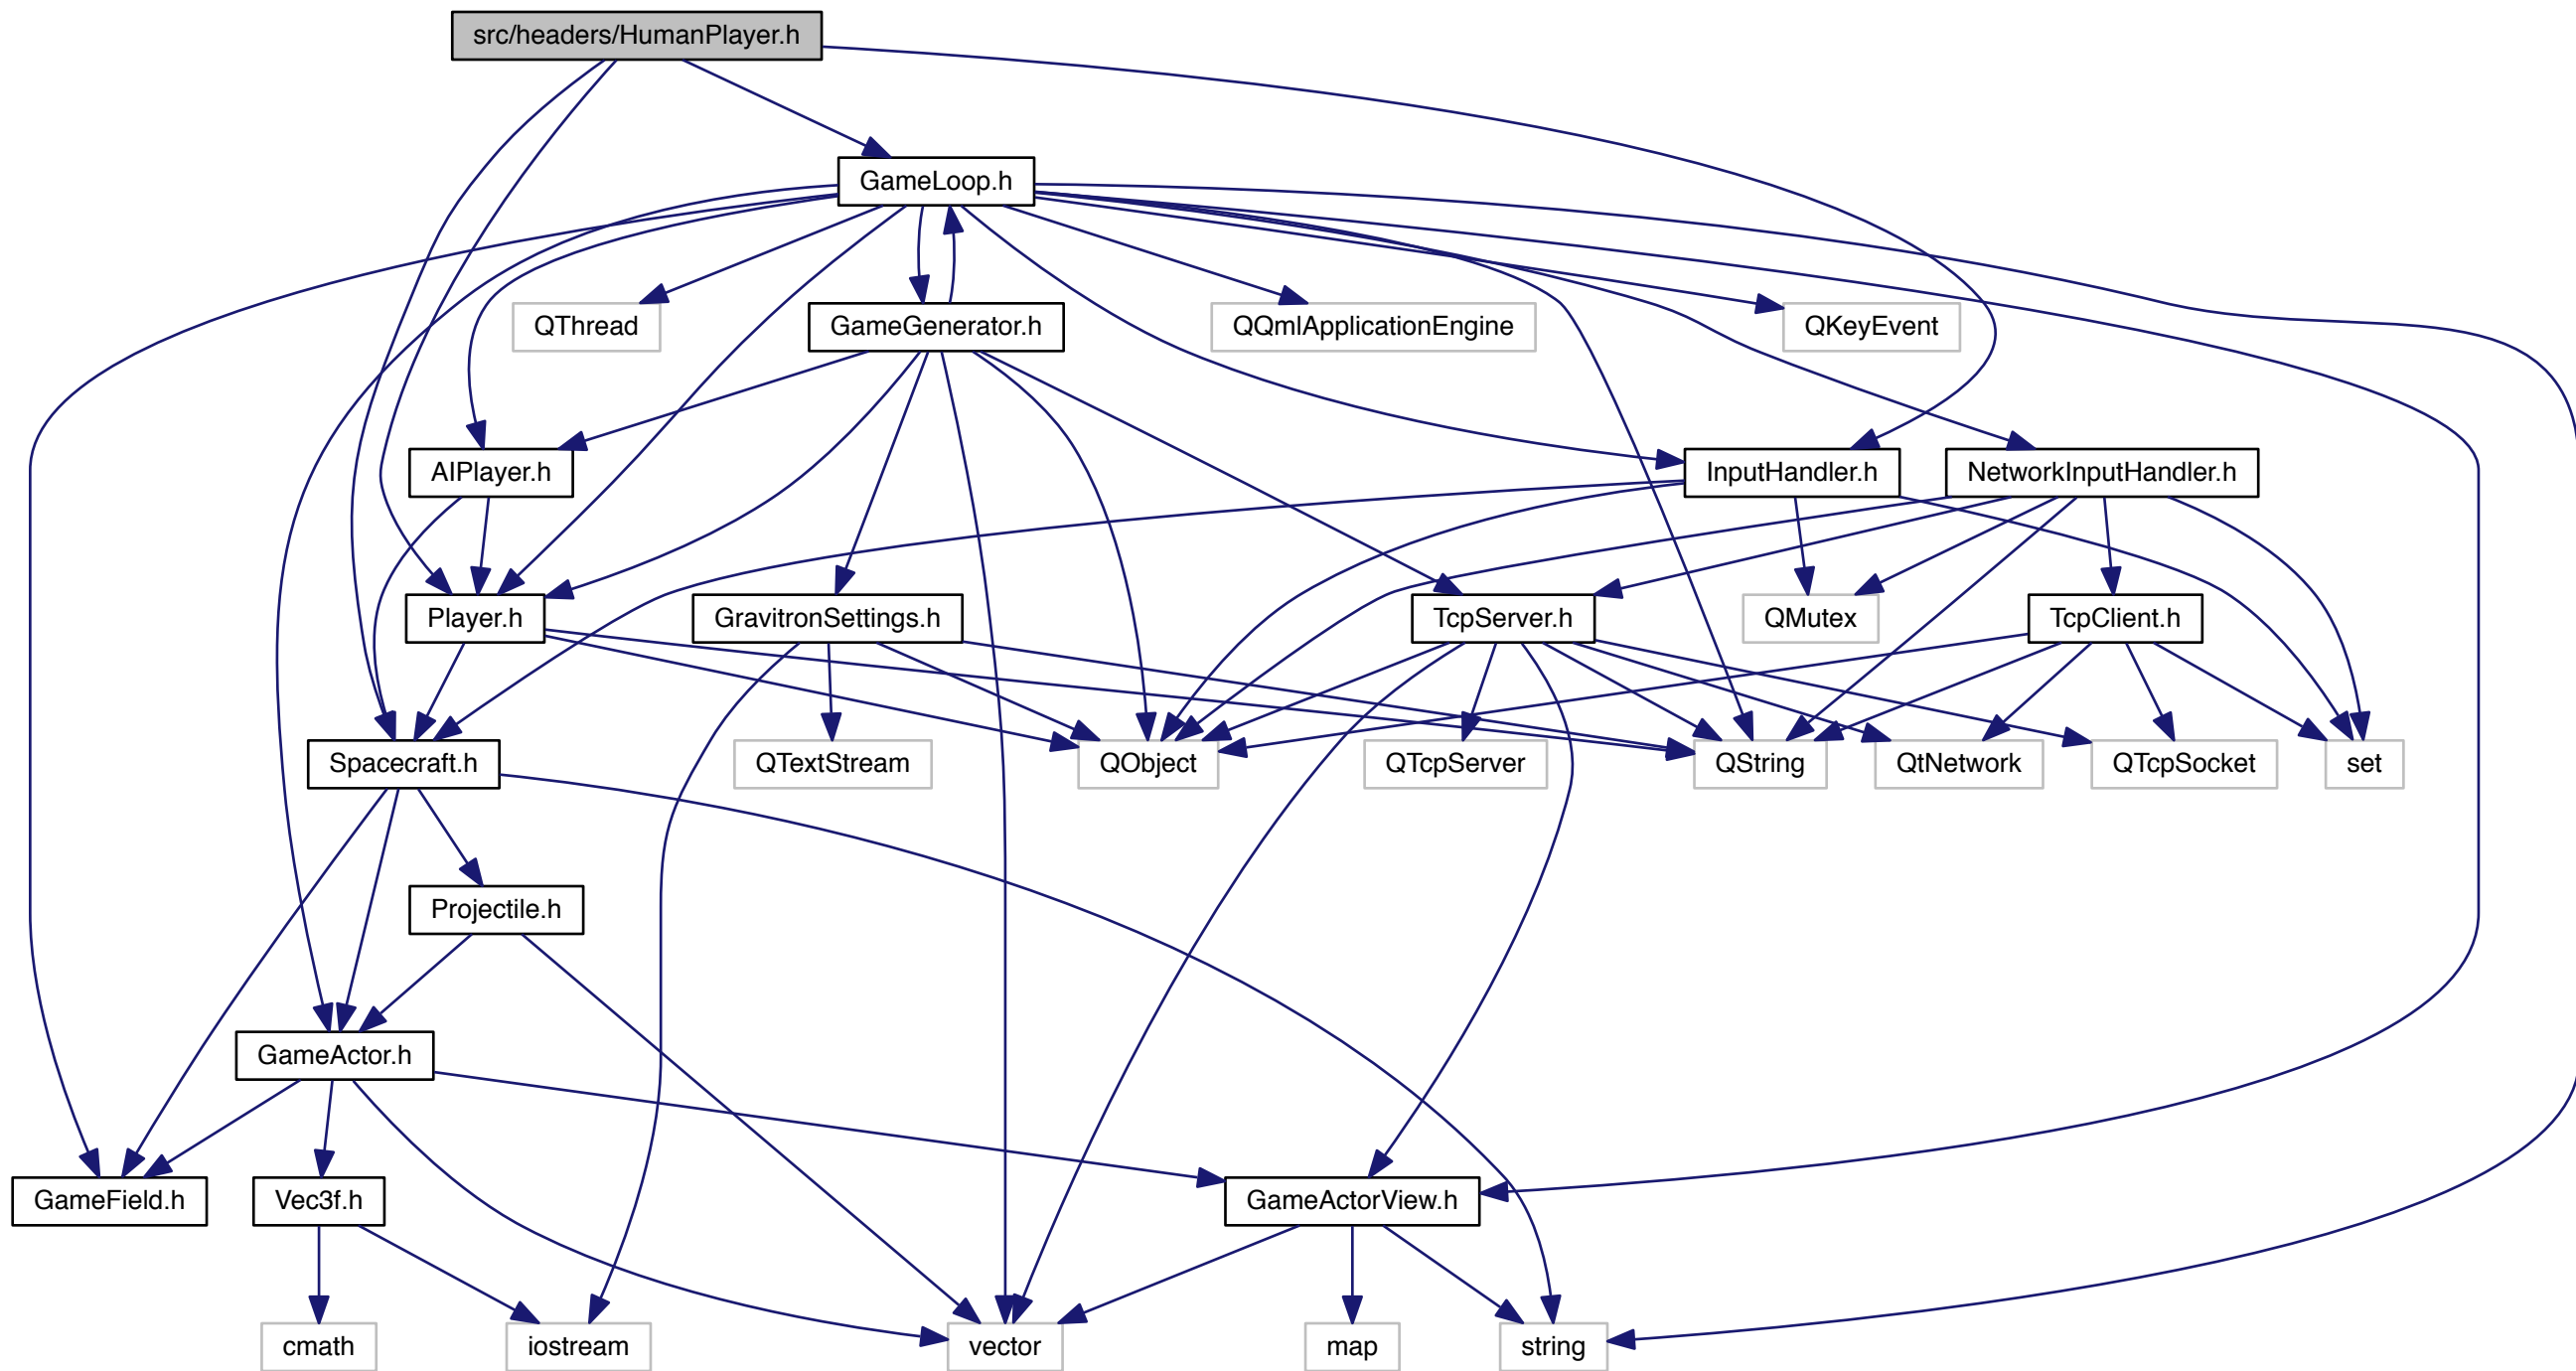 src/headers/HumanPlayer.h
GameLoop.h
QThread
GameGenerator.h
QQmlApplicationEngine
QKeyEvent
AIPlayer.h
InputHandler.h
NetworkInputHandler.h
Player.h
GravitronSettings.h
TcpServer.h
QMutex
TcpClient.h
Spacecraft.h
QTextStream
QObject
QTcpServer
QString
QtNetwork
QTcpSocket
set
Projectile.h
GameActor.h
GameField.h
Vec3f.h
GameActorView.h
cmath
iostream
vector
map
string